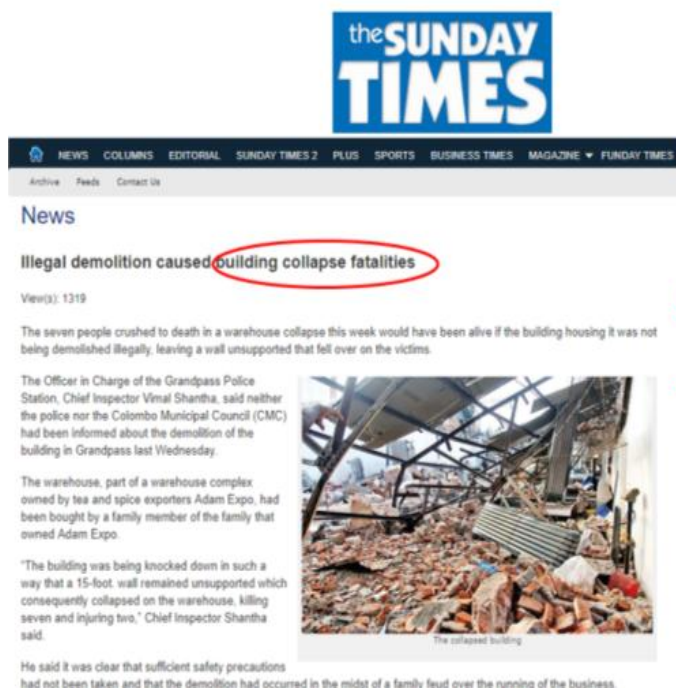 the SUNDAY
TIMES
NEWS COLUMNS EDITORIAL SUNDAY TIMES 2 PLUS SPORTS BUSINESS TIMES MAGAZINE FUNDAY TIMES
Archive Feeds Contact Us
News
Illegal demolition caused building collapse fatalities
View(s): 1319
The seven people crushed to death in a warehouse collapse this week would have been alive if the building housing it was not
being demolished illegally, leaving a wall unsupported that fell over on the victims.
The Officer in Charge of the Grandpass Police
Station, Chief Inspector Vimal Shantha, said neither
the police nor the Colombo Municipal Council (CMC)
had been informed about the demolition of the
building in Grandpass last Wednesday.
The warehouse, part of a warehouse complex
owned by tea and spice exporters Adam Expo, had
been bought by a family member of the family that
owned Adam Expo.
"The building was being knocked down in such a
way that a 15-foot. wall remained unsupported which
consequently collapsed on the warehouse, killing
seven and injuring two," Chief Inspector Shantha
said.
The collapsed building
He said it was clear that sufficient safety precautions
had not been taken and that the demolition had occurred in the midst of a family feud over the running of the business.